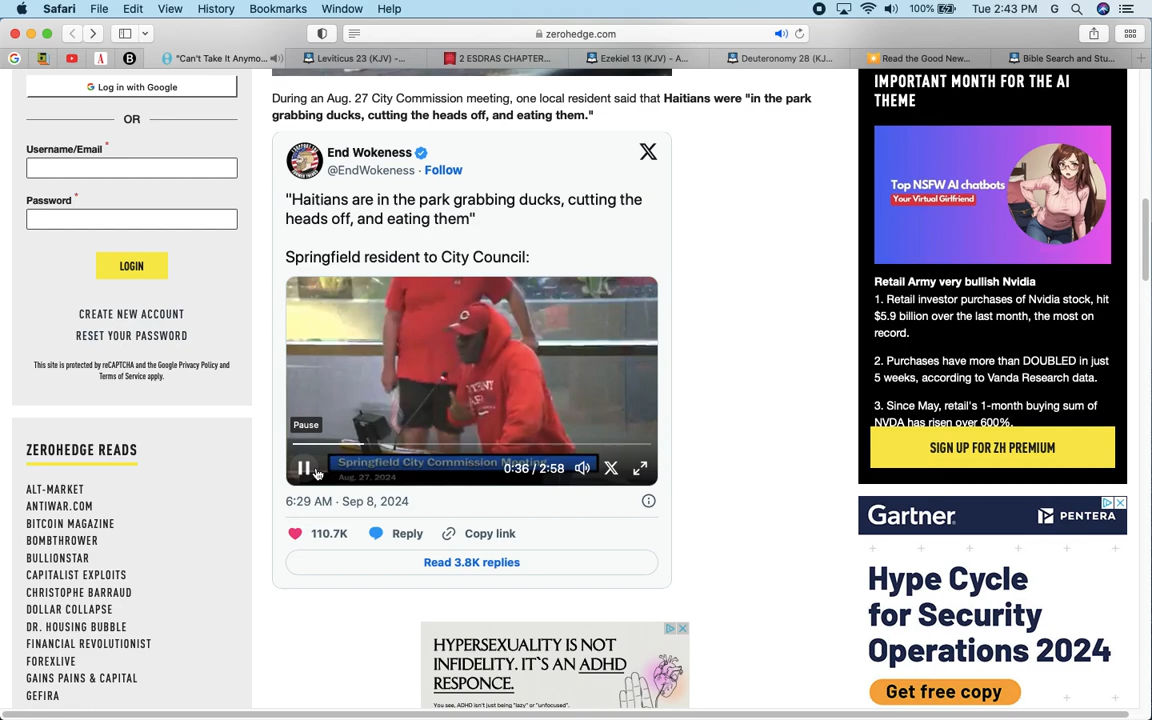 Safari File Edit View History Bookmarks Window Help 100% Tue 2:43 PM G
zerohedge.com
"Can't Take It Anymo... Leviticus 23 (KJV) -... 2 ESDRAS CHAPTER... Ezekiel 13 (KJV) - A... Deuteronomy 28 (KJ... Read the Good New... Bible Search and Stu...
G Log in with Google
OR
Username/Email *
Password *
LOGIN
CREATE NEW ACCOUNT
RESET YOUR PASSWORD
This site is protected by reCAPTCHA and the Google Privacy Policy and
Terms of Service apply.
ZEROHEDGE READS
ALT-MARKET
ANTIWAR.COM
BITCOIN MAGAZINE
BOMBTHROWER
BULLIONSTAR
CAPITALIST EXPLOITS
CHRISTOPHE BARRAUD
DOLLAR COLLAPSE
DR. HOUSING BUBBLE
FINANCIAL REVOLUTIONIST
FOREXLIVE
GAINS PAINS & CAPITAL
GEFIRA
During an Aug. 27 City Commission meeting, one local resident said that Haitians were "in the park
grabbing ducks, cutting the heads off, and eating them."
End Wokeness
@EndWokeness · Follow
"Haitians are in the park grabbing ducks, cutting the
heads off, and eating them"
Springfield resident to City Council:
Pause
Springfield City Commission Meeting
Aug. 27, 2024
0:36 / 2:58
6:29 AM · Sep 8, 2024
110.7K Reply Copy link
Read 3.8K replies
HYPERSEXUALITY IS NOT
INFIDELITY. IT`S AN ADHD
RESPONCE.
You see, ADHD isn't just being "lazy" or "unfocused".
IMPORTANT MONTH FOR THE AI
THEME
Top NSFW AI chatbots
Your Virtual Girlfriend
Retail Army very bullish Nvidia
1. Retail investor purchases of Nvidia stock, hit
$5.9 billion over the last month, the most on
record.
2. Purchases have more than DOUBLED in just
5 weeks, according to Vanda Research data.
3. Since May, retail's 1-month buying sum of
NVDA has risen over 600%.
SIGN UP FOR ZH PREMIUM
Gartner PENTERA
Hype Cycle
for Security
Operations 2024
Get free copy